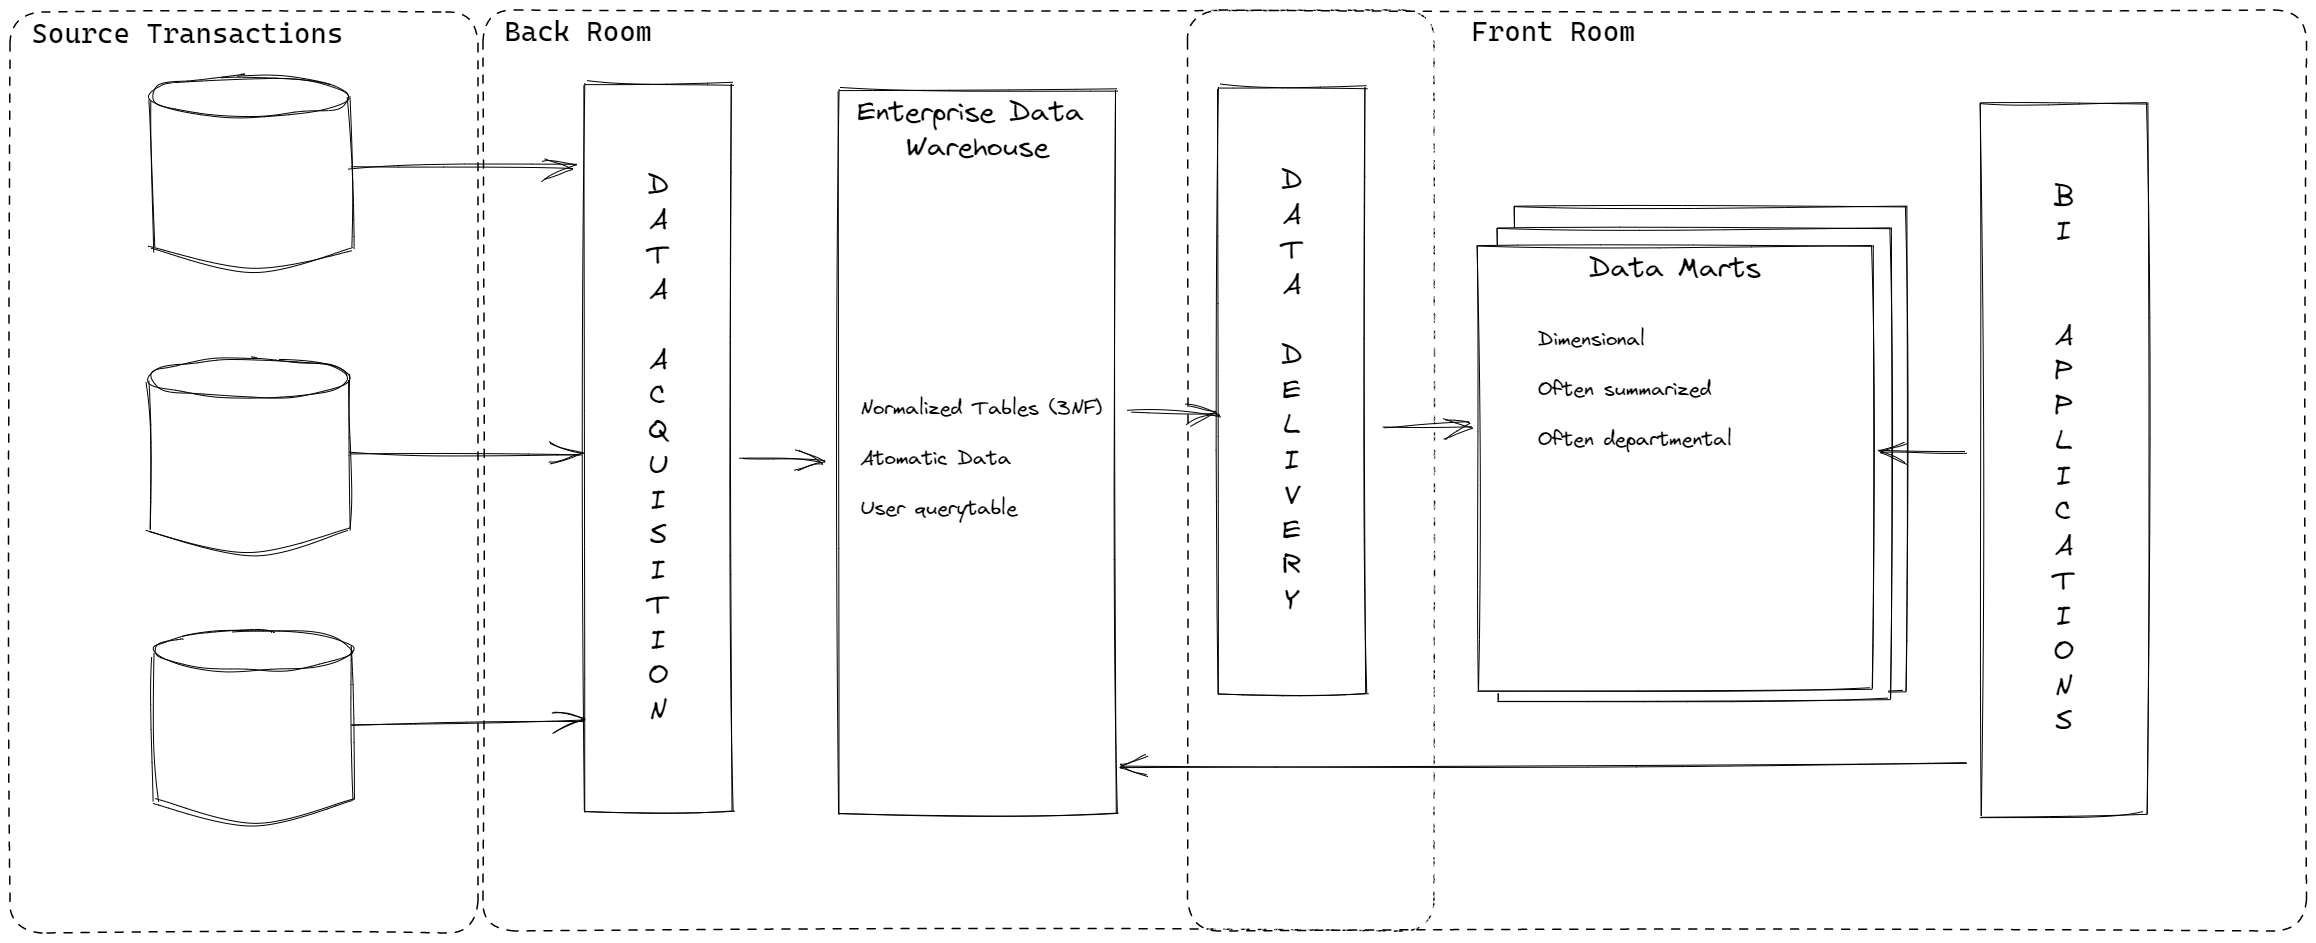 Source Transactions
Back Room
Front Room
DATA ACQUISITION
Enterprise Data
Warehouse
Normalized Tables (3NF)
Atomatic Data
User querytable
DATA DELIVERY
Data Marts
Dimensional
Often summarized
Often departmental
BI APPLICATIONS